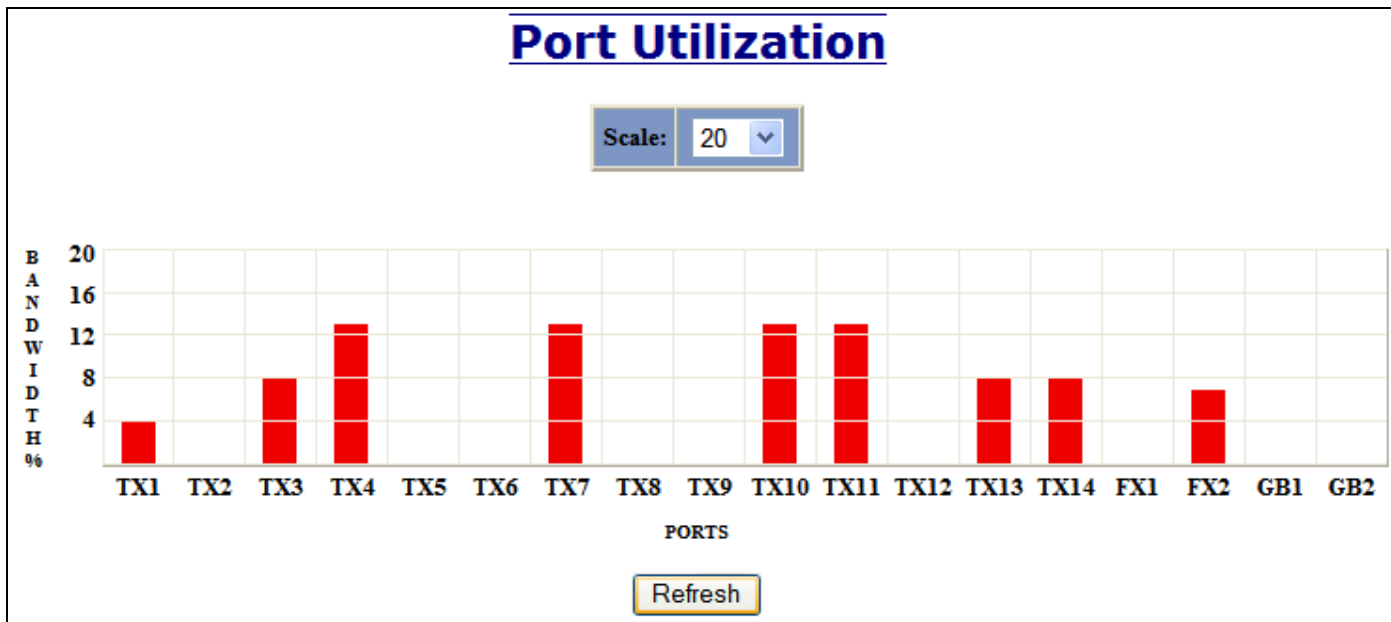 Port Utilization
Scale: 20
BANDWIDTH%
20
16
12
8
4
TX1 TX2 TX3 TX4 TX5 TX6 TX7 TX8 TX9 TX10 TX11 TX12 TX13 TX14 FX1 FX2 GB1 GB2
PORTS
Refresh